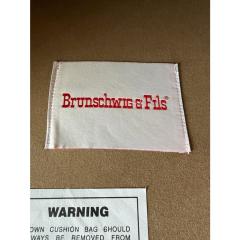 Brunschwig & Fils®
WARNING
OWN CUSHION BAG SHOULD
WAYS BE REMOVED FROM